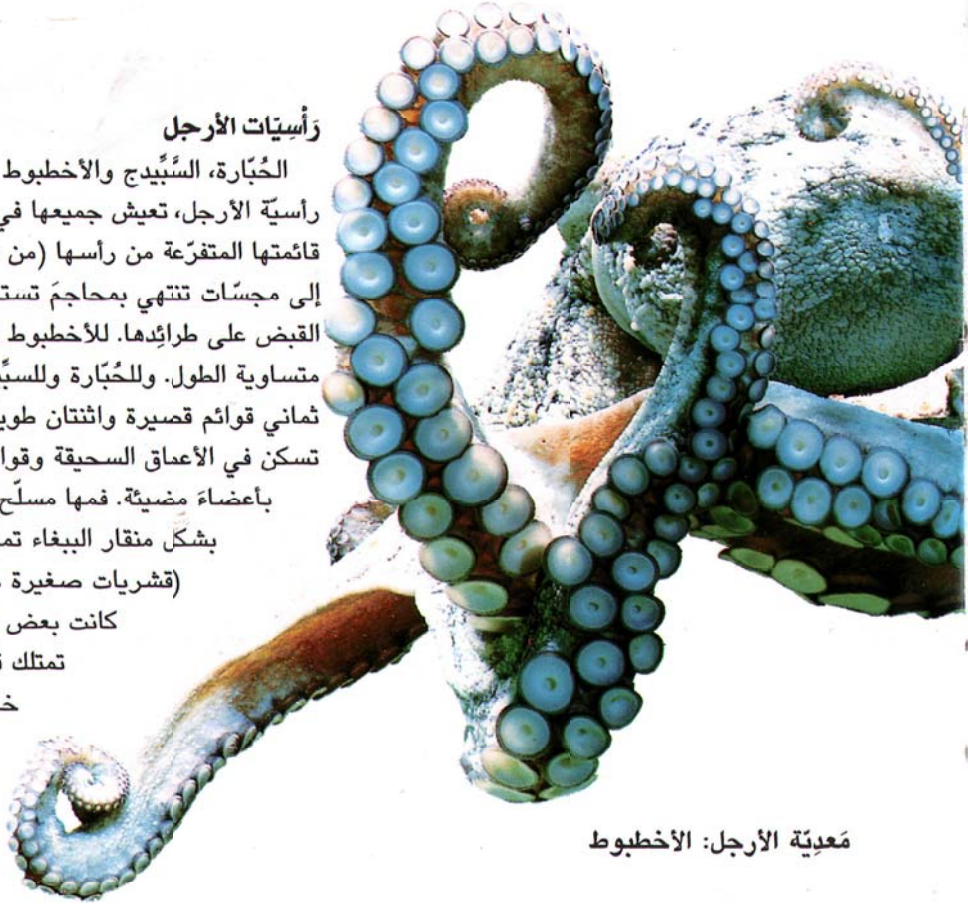 رَأْسِيّات الأرجل
الحُبّارة، السَّبِّيدج والأخطبوط
رأسيّة الأرجل، تعيش جميعها في
قائمتها المتفرّعة من رأسها (من
إلى مجسّات تنتهي بمحاجمَ تست
القبض على طرائِدها. للأخطبوط
متساوية الطول. وللحُبّارة وللسبِّ
ثماني قوائم قصيرة واثنتان طوي
تسكن في الأعماق السحيقة وقوا
بأعضاءَ مضيئة. فمها مسلّح
بشكل منقار الببغاء تم
(قشريات صغيرة
كانت بعض
تمتلك
خ
مَعدِيّة الأرجل: الأخطبوط